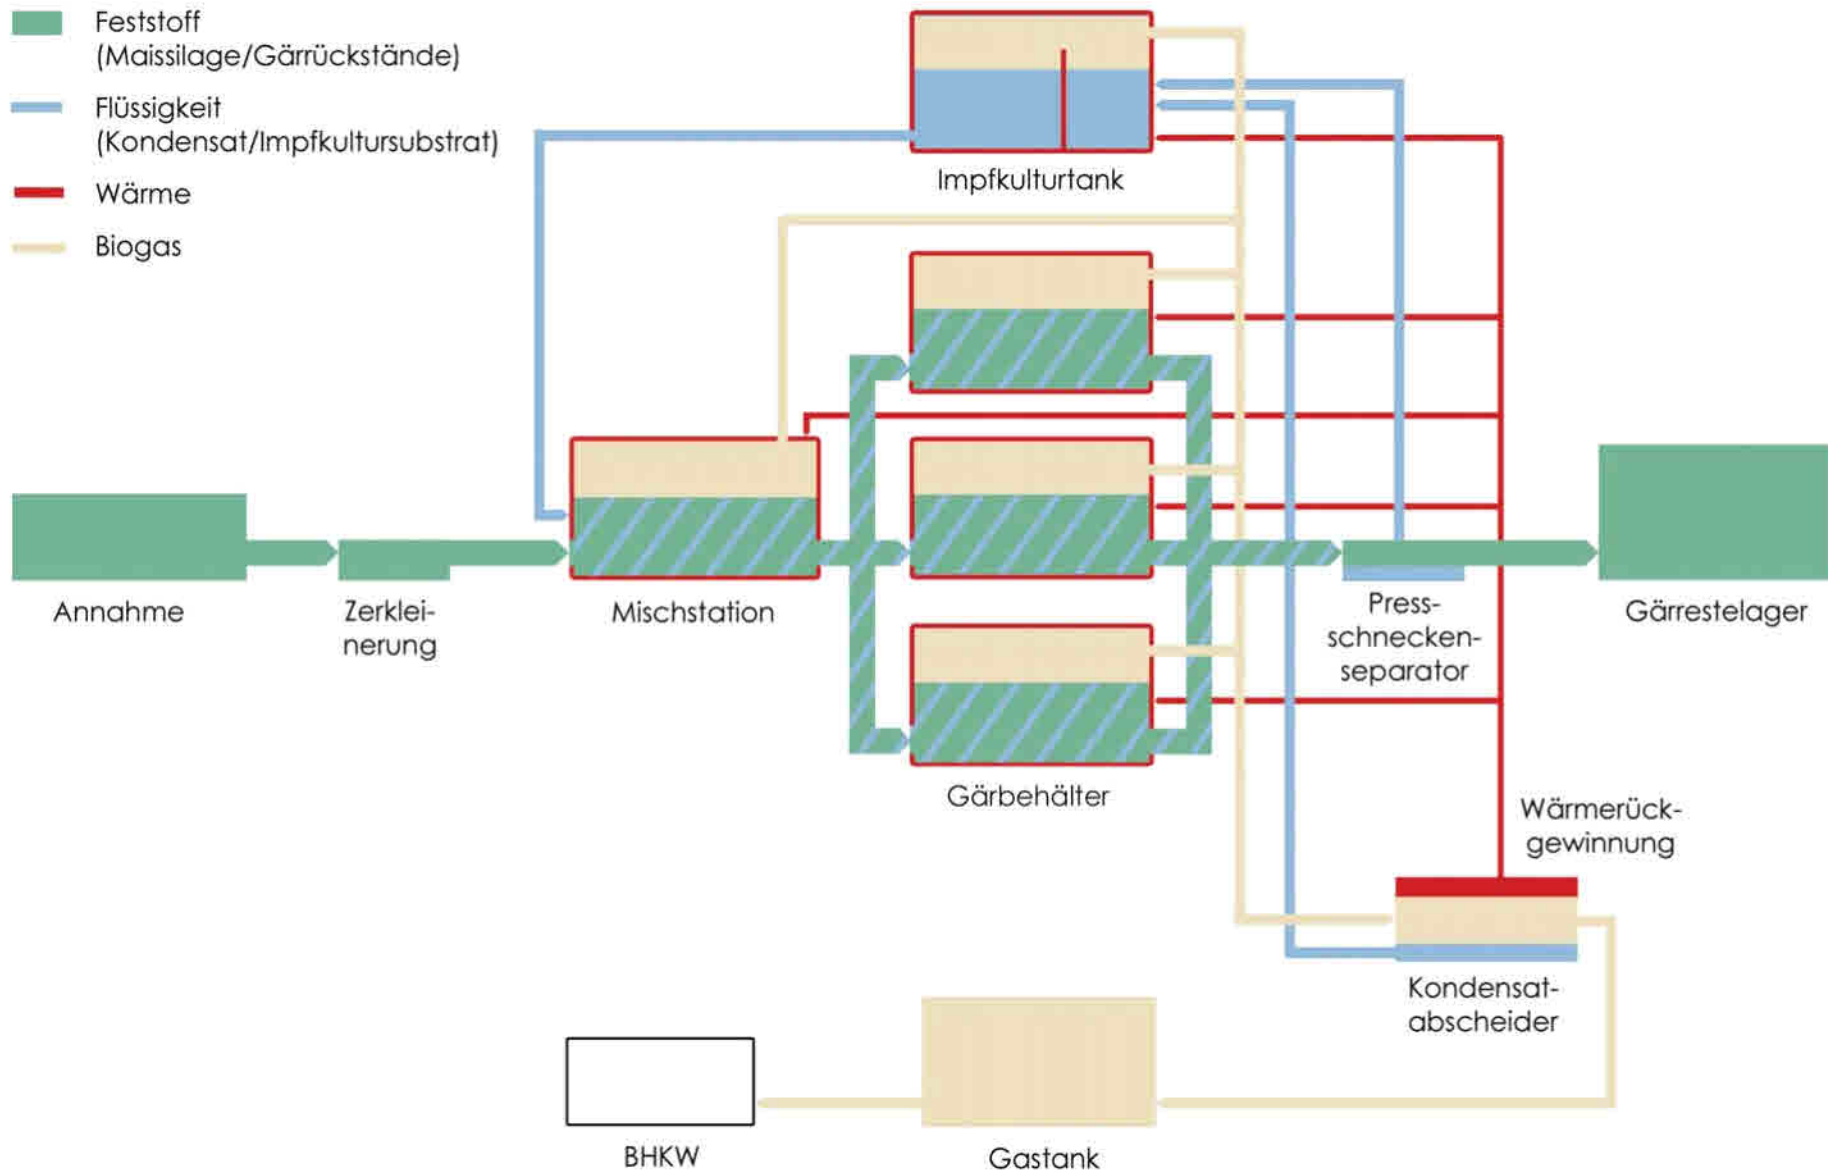 Feststoff
(Maissilage/Gärrückstände)
Flüssigkeit
(Kondensat/Impfkultursubstrat)
Wärme
Biogas
Impfkulturtank
Annahme
Zerklei-
nerung
Mischstation
Gärbehälter
Press-
schnecken-
separator
Gärrestelager
Wärmerück-
gewinnung
Kondensat-
abscheider
BHKW
Gastank